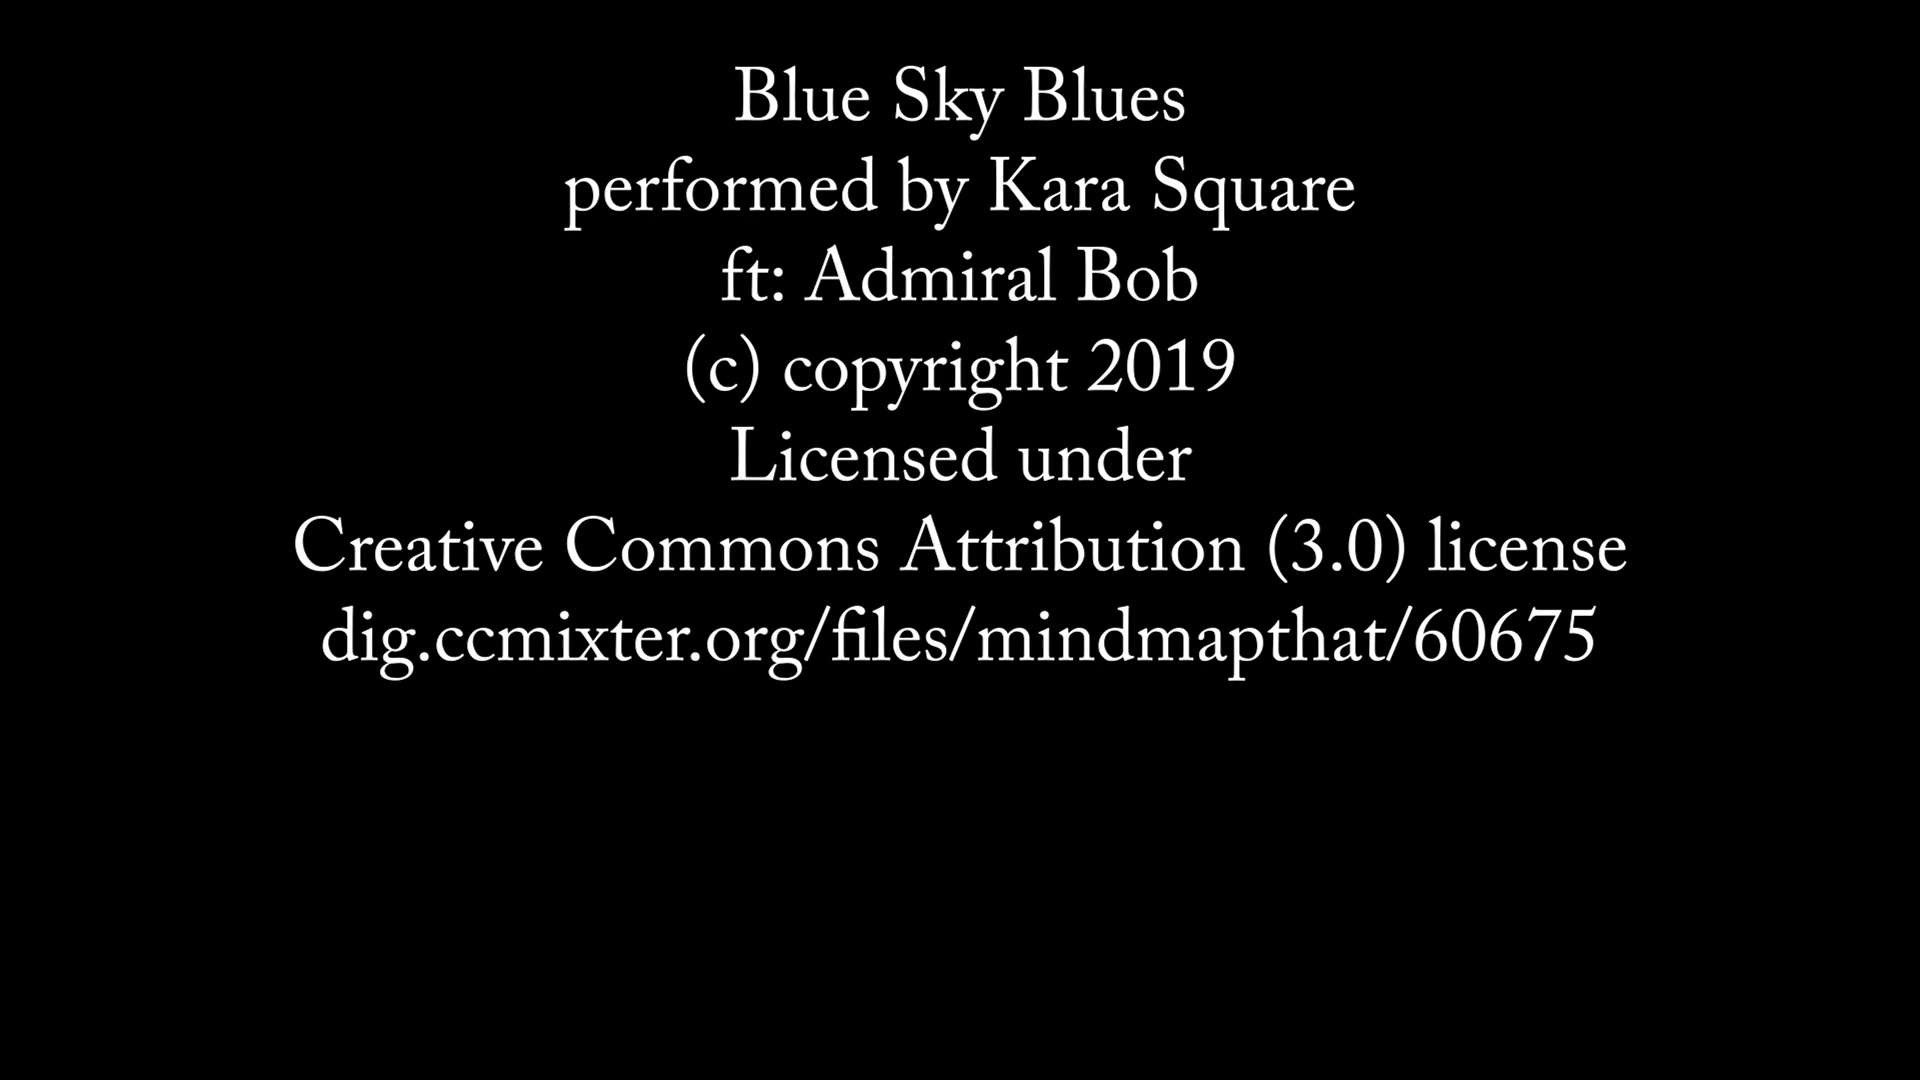 Blue Sky Blues
performed by Kara Square
ft: Admiral Bob
(c) copyright 2019
Licensed under
Creative Commons Attribution (3.0) license
dig.ccmixter.org/files/mindmapthat/60675